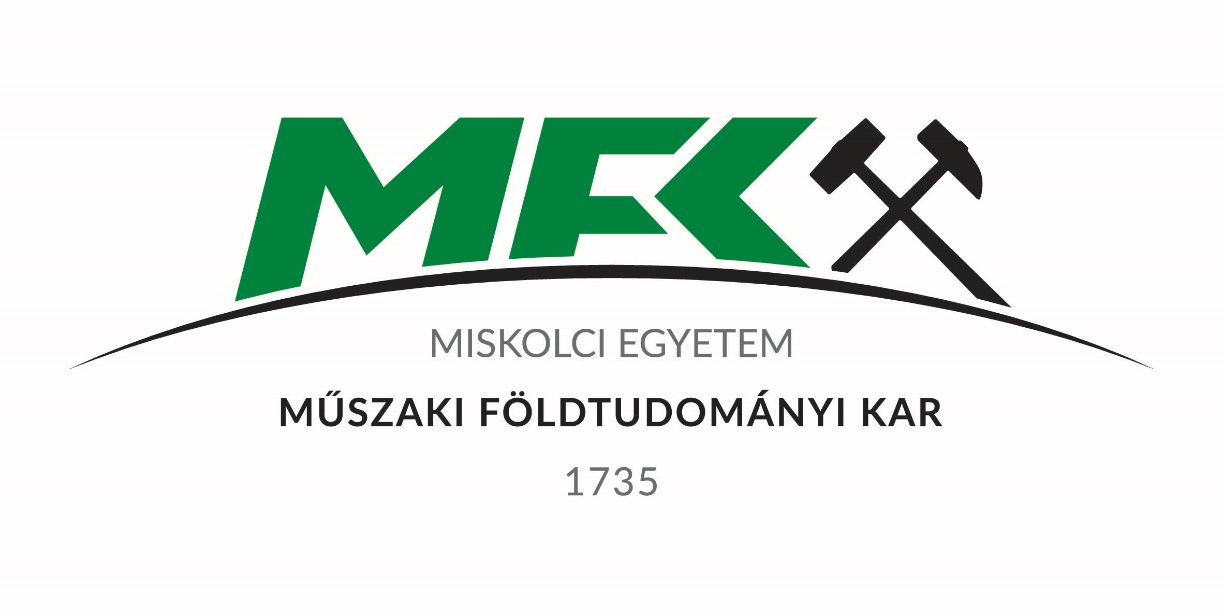 MFK
MISKOLCI EGYETEM
MŰSZAKI FÖLDTUDOMÁNYI KAR
1735